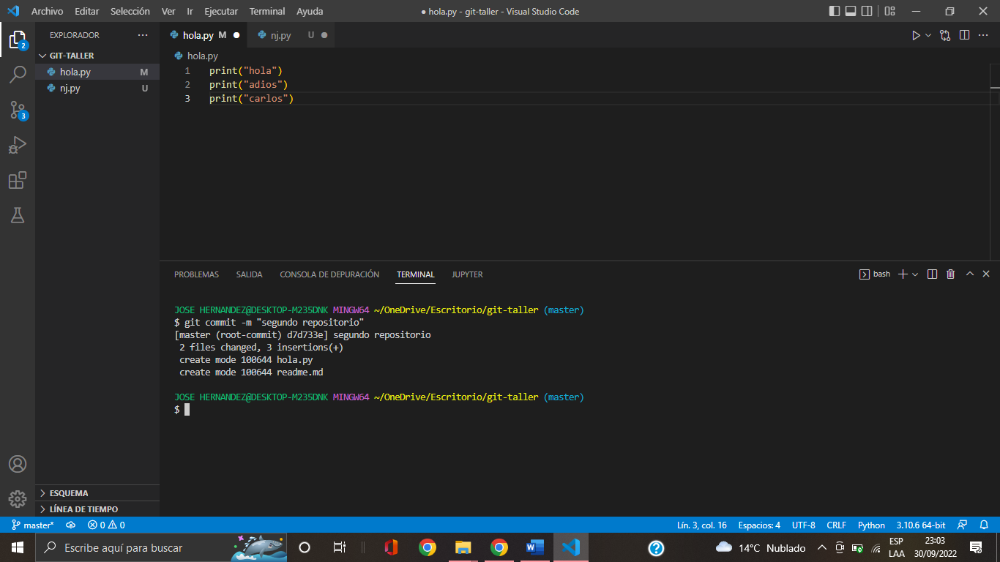 Archivo Editar Selección Ver Ir Ejecutar Terminal Ayuda ● hola.py - git-taller - Visual Studio Code
EXPLORADOR ···
hola.py M ●
nj.py U ●
2
GIT-TALLER
hola.py M
nj.py U
3
hola.py
1 print("hola")
2 print("adios")
3 print("carlos")
PROBLEMAS SALIDA CONSOLA DE DEPURACIÓN TERMINAL JUPYTER bash
JOSE HERNANDEZ@DESKTOP-M235DNK MINGW64 ~/OneDrive/Escritorio/git-taller (master)
$ git commit -m "segundo repositorio"
[master (root-commit) d7d733e] segundo repositorio
2 files changed, 3 insertions(+)
create mode 100644 hola.py
create mode 100644 readme.md
JOSE HERNANDEZ@DESKTOP-M235DNK MINGW64 ~/OneDrive/Escritorio/git-taller (master)
$
ESQUEMA
LÍNEA DE TIEMPO
master* 0 0 Lín. 3, col. 16 Espacios: 4 UTF-8 CRLF Python 3.10.6 64-bit
Escribe aquí para buscar
14°C Nublado
ESP
LAA
23:03
30/09/2022